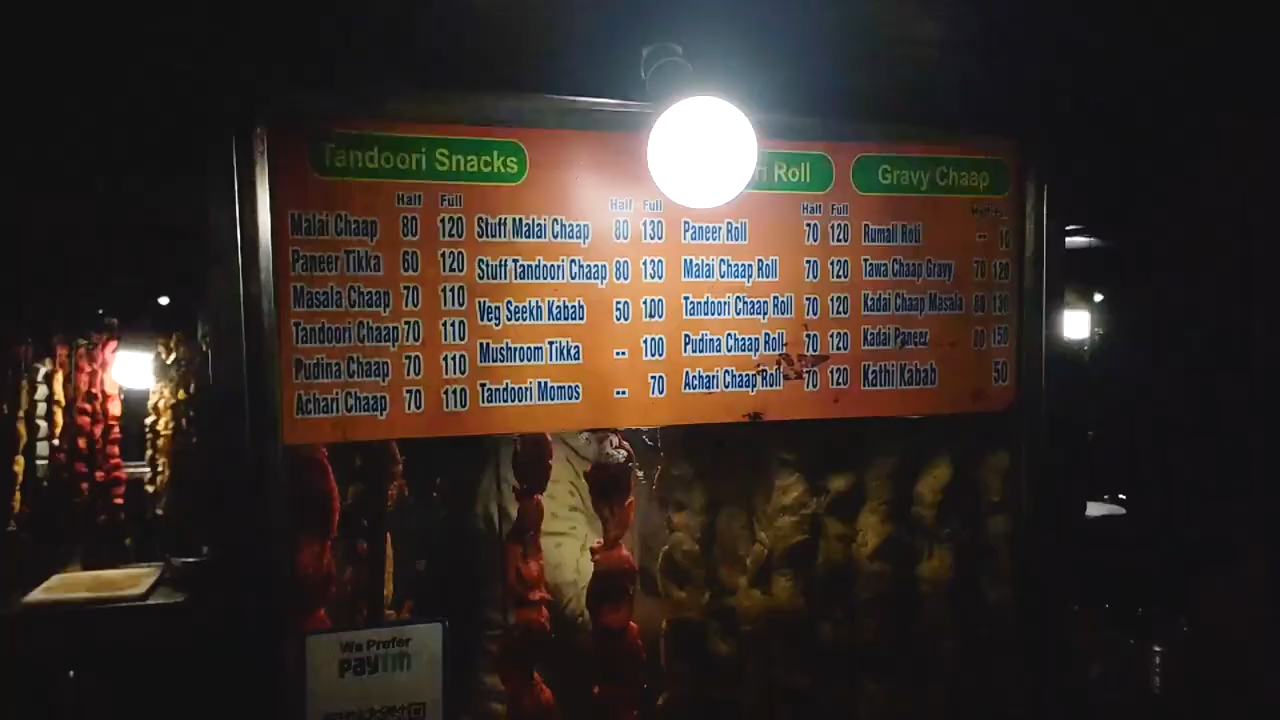 Tandoori Snacks
Half Full
Malai Chaap 80 120
Paneer Tikka 60 120
Masala Chaap 70 110
Tandoori Chaap 70 110
Pudina Chaap 70 110
Achari Chaap 70 110
Half Full
Stuff Malai Chaap 80 130
Stuff Tandoori Chaap 80 130
Veg Seekh Kabab 50 100
Mushroom Tikka -- 100
Tandoori Momos -- 70
Roll
Half Full
Paneer Roll 70 120
Malai Chaap Roll 70 120
Tandoori Chaap Roll 70 120
Pudina Chaap Roll 70 120
Achari Chaap Roll 70 120
Gravy Chaap
Rumali Roti -- 10
Tawa Chaap Gravy 70 120
Kadai Chaap Masala 80 130
Kadai Paneer 80 150
Kathi Kabab 50
We Prefer
paytm